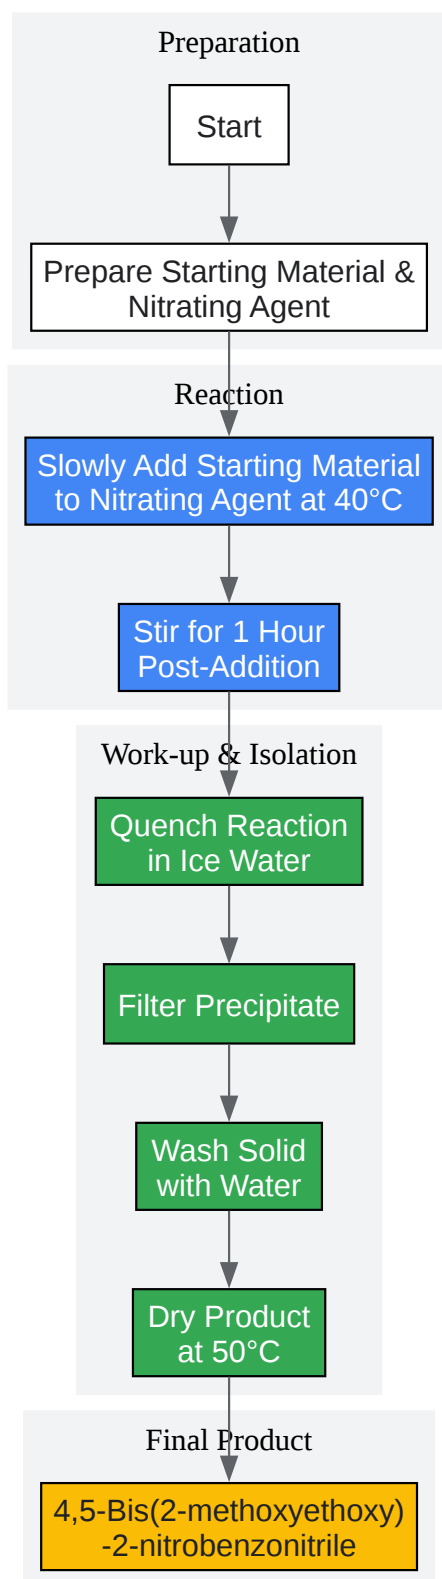 Preparation
Start
Prepare Starting Material &
Nitrating Agent
Reaction
Slowly Add Starting Material
to Nitrating Agent at 40°C
Stir for 1 Hour
Post-Addition
Work-up & Isolation
Quench Reaction
in Ice Water
Filter Precipitate
Wash Solid
with Water
Dry Product
at 50°C
Final Product
4,5-Bis(2-methoxyethoxy)
-2-nitrobenzonitrile